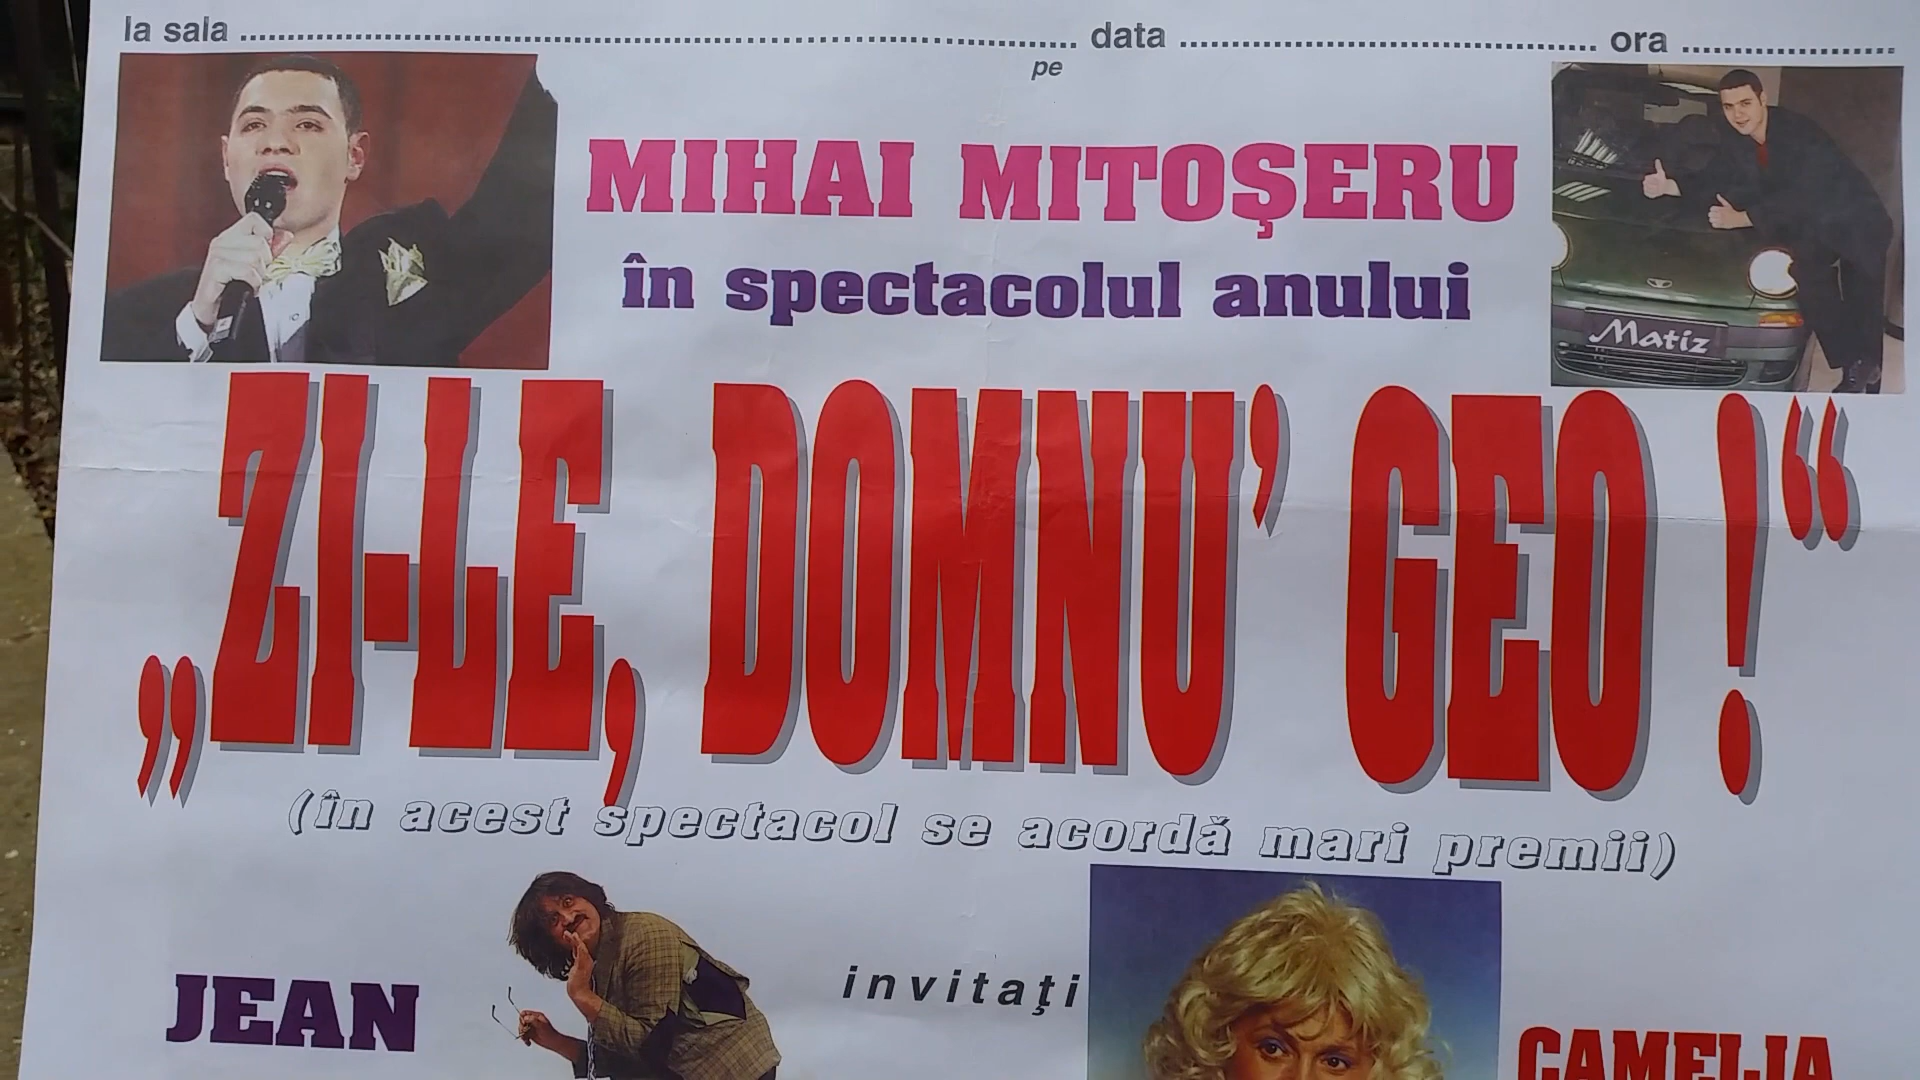 la sala ........ data ........ ora ........
pe
MIHAI MITOŞERU
în spectacolul anului
Matiz
„ZI-LE, DOMNU' GEO !“
(în acest spectacol se acordă mari premii)
invitaţi
JEAN
CAMELIA